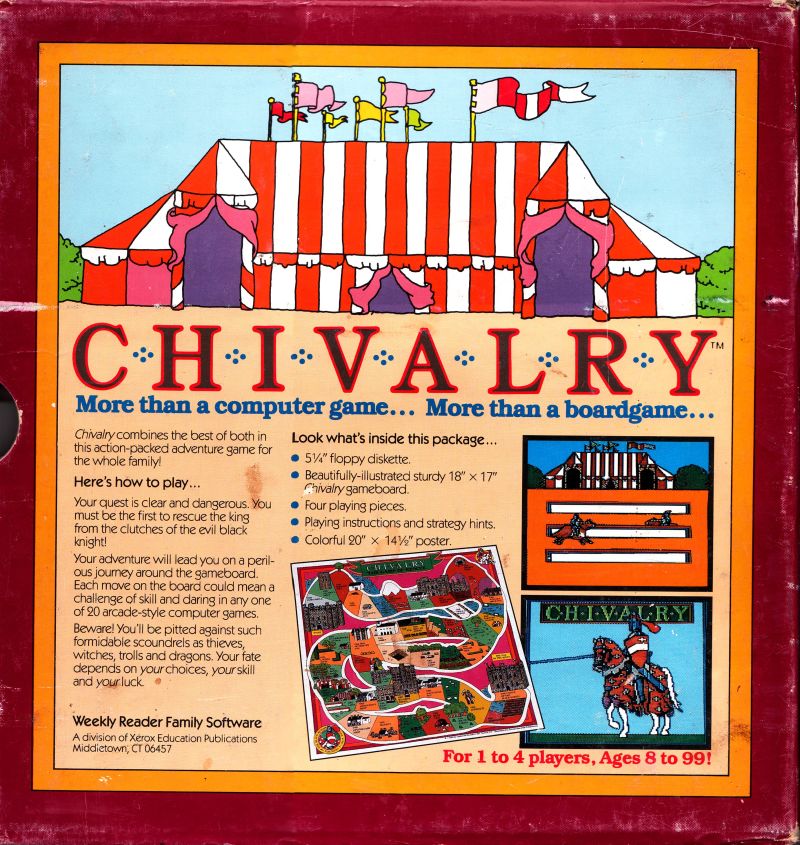 C·H·I·V·A·L·R·Y™
More than a computer game... More than a boardgame...
Chivalry combines the best of both in
this action-packed adventure game for
the whole family!
Here's how to play...
Your quest is clear and dangerous. You
must be the first to rescue the king
from the clutches of the evil black
knight!
Your adventure will lead you on a peril-
ous journey around the gameboard.
Each move on the board could mean a
challenge of skill and daring in any one
of 20 arcade-style computer games.
Beware! You'll be pitted against such
formidable scoundrels as thieves,
witches, trolls and dragons. Your fate
depends on your choices, your skill
and your luck.
Weekly Reader Family Software
A division of Xerox Education Publications
Middletown, CT 06457
Look what's inside this package...
• 5¼" floppy diskette.
• Beautifully-illustrated sturdy 18" × 17"
Chivalry gameboard.
• Four playing pieces.
• Playing instructions and strategy hints.
• Colorful 20" × 14½" poster.
CHIVALRY
C·H·I·V·A·L·R·Y
For 1 to 4 players, Ages 8 to 99!